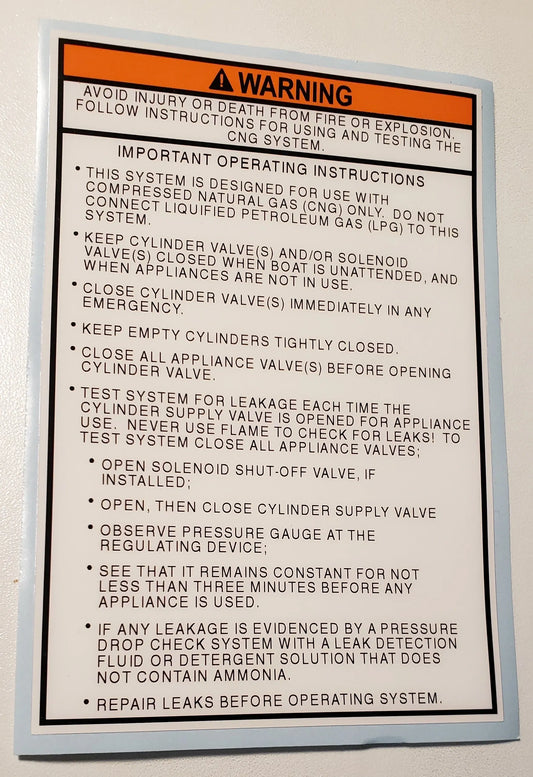 ⚠ WARNING
AVOID INJURY OR DEATH FROM FIRE OR EXPLOSION.
FOLLOW INSTRUCTIONS FOR USING AND TESTING THE
CNG SYSTEM.
IMPORTANT OPERATING INSTRUCTIONS
• THIS SYSTEM IS DESIGNED FOR USE WITH
COMPRESSED NATURAL GAS (CNG) ONLY. DO NOT
CONNECT LIQUIFIED PETROLEUM GAS (LPG) TO THIS
SYSTEM.
• KEEP CYLINDER VALVE(S) AND/OR SOLENOID
VALVE(S) CLOSED WHEN BOAT IS UNATTENDED, AND
WHEN APPLIANCES ARE NOT IN USE.
• CLOSE CYLINDER VALVE(S) IMMEDIATELY IN ANY
EMERGENCY.
• KEEP EMPTY CYLINDERS TIGHTLY CLOSED.
• CLOSE ALL APPLIANCE VALVE(S) BEFORE OPENING
CYLINDER VALVE.
• TEST SYSTEM FOR LEAKAGE EACH TIME THE
CYLINDER SUPPLY VALVE IS OPENED FOR APPLIANCE
USE. NEVER USE FLAME TO CHECK FOR LEAKS! TO
TEST SYSTEM CLOSE ALL APPLIANCE VALVES;
• OPEN SOLENOID SHUT-OFF VALVE, IF
INSTALLED;
• OPEN, THEN CLOSE CYLINDER SUPPLY VALVE
• OBSERVE PRESSURE GAUGE AT THE
REGULATING DEVICE;
• SEE THAT IT REMAINS CONSTANT FOR NOT
LESS THAN THREE MINUTES BEFORE ANY
APPLIANCE IS USED.
• IF ANY LEAKAGE IS EVIDENCED BY A PRESSURE
DROP CHECK SYSTEM WITH A LEAK DETECTION
FLUID OR DETERGENT SOLUTION THAT DOES
NOT CONTAIN AMMONIA.
• REPAIR LEAKS BEFORE OPERATING SYSTEM.